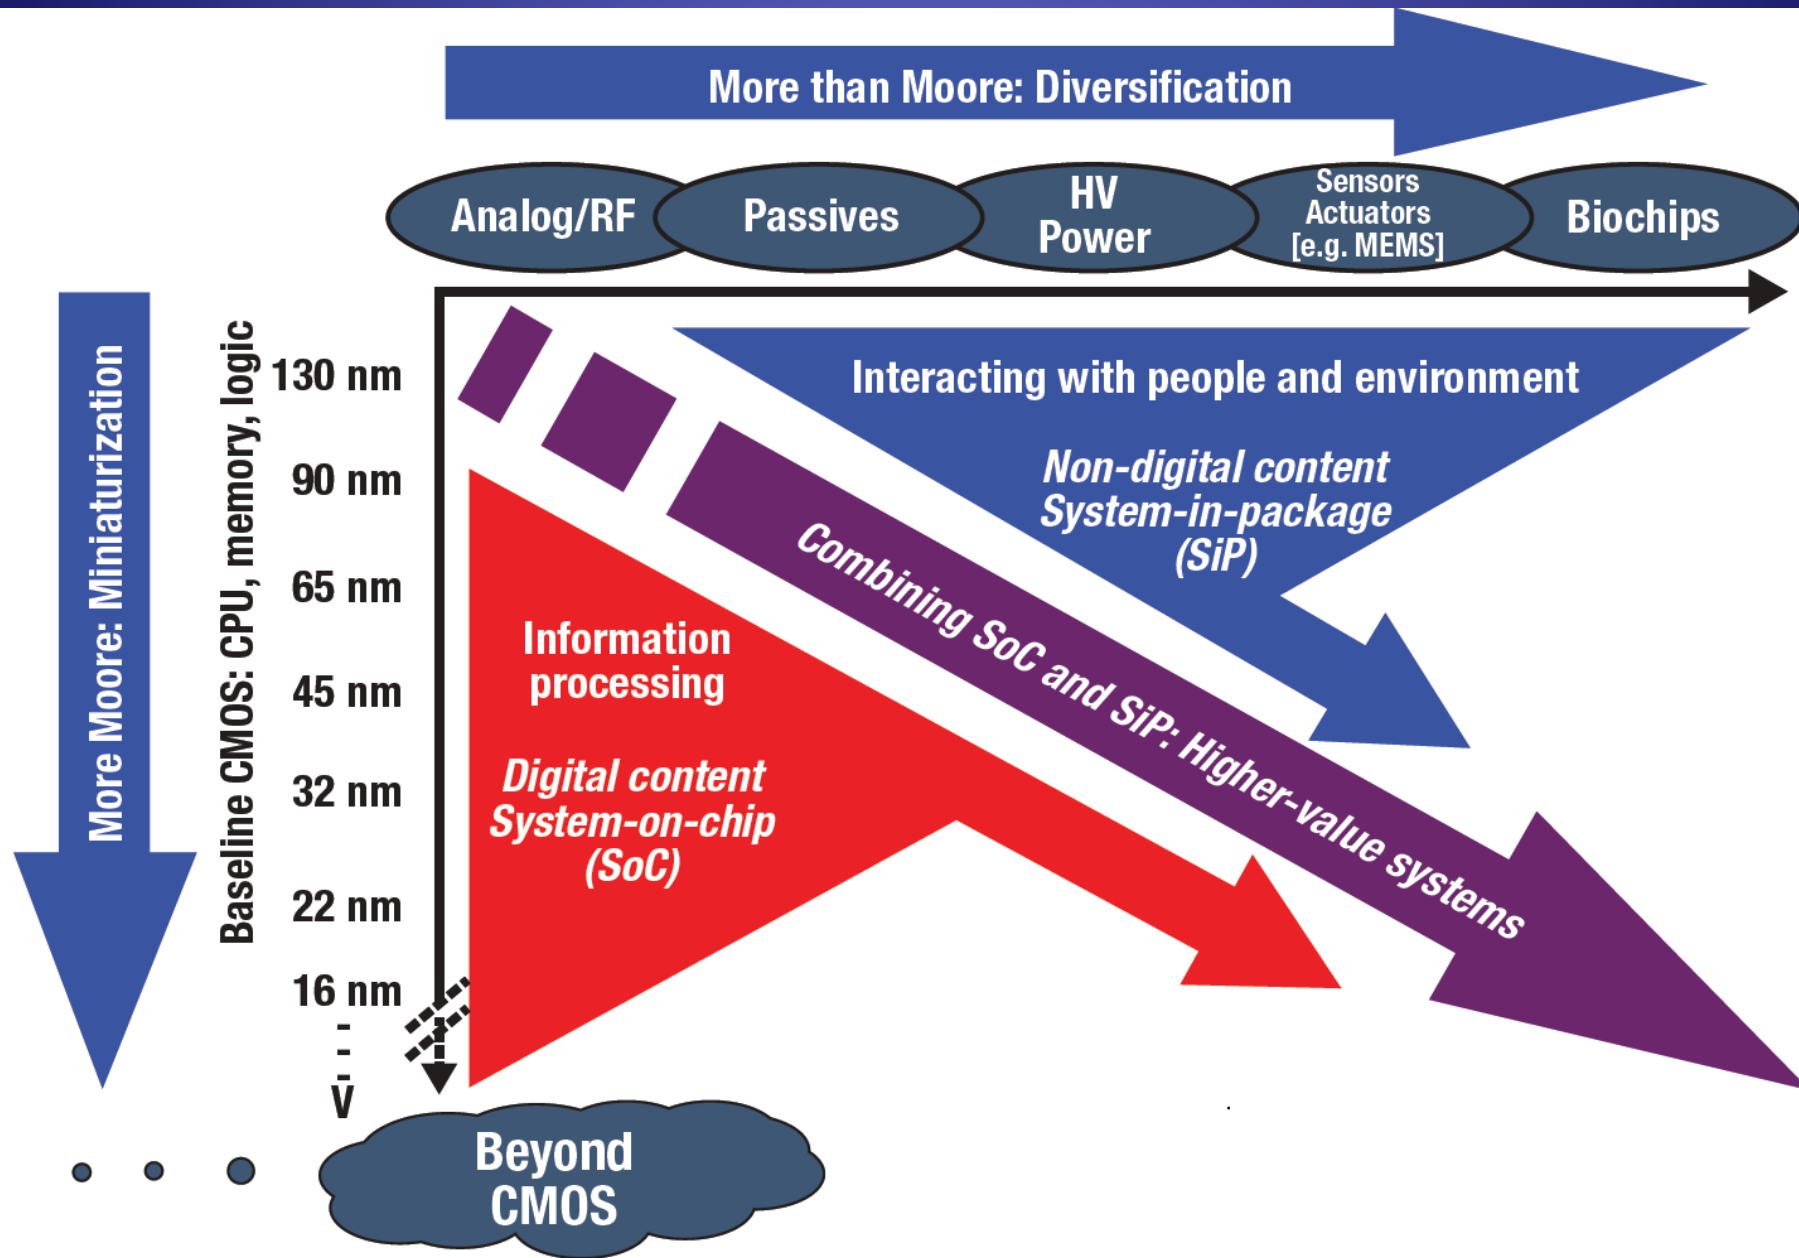 More than Moore: Diversification
Analog/RF
Passives
HV
Power
Sensors
Actuators
[e.g. MEMS]
Biochips
More Moore: Miniaturization
Baseline CMOS: CPU, memory, logic
130 nm
90 nm
65 nm
45 nm
32 nm
22 nm
16 nm
Interacting with people and environment
Non-digital content
System-in-package
(SiP)
Combining SoC and SiP: Higher-value systems
Information
processing
Digital content
System-on-chip
(SoC)
Beyond
CMOS